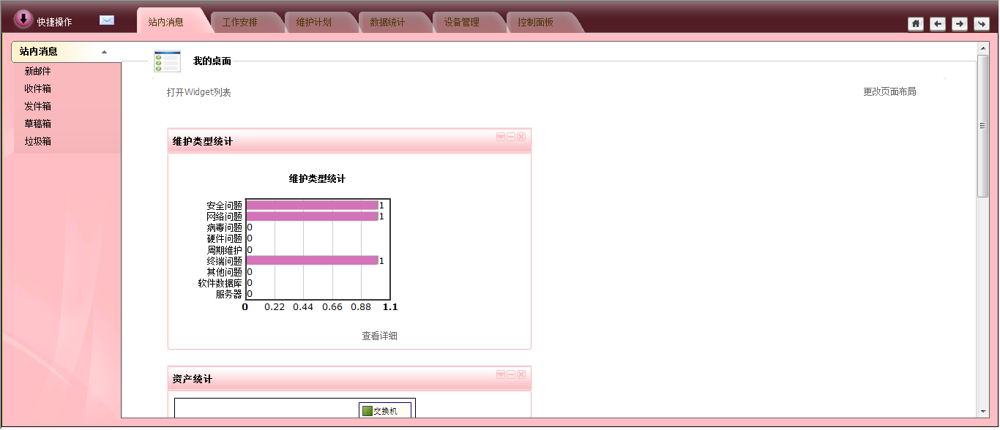 快捷操作
站内消息 工作安排 维护计划 数据统计 设备管理 控制面板
站内消息
新邮件
收件箱
发件箱
草稿箱
垃圾箱
我的桌面
打开Widget列表 更改页面布局
维护类型统计
维护类型统计
安全问题 1
网络问题 1
病毒问题 0
硬件问题 0
周期维护 0
终端问题 1
其他问题 0
软件数据库 0
服务器 0
0 0.22 0.44 0.66 0.88 1.1
查看详细
资产统计
交换机